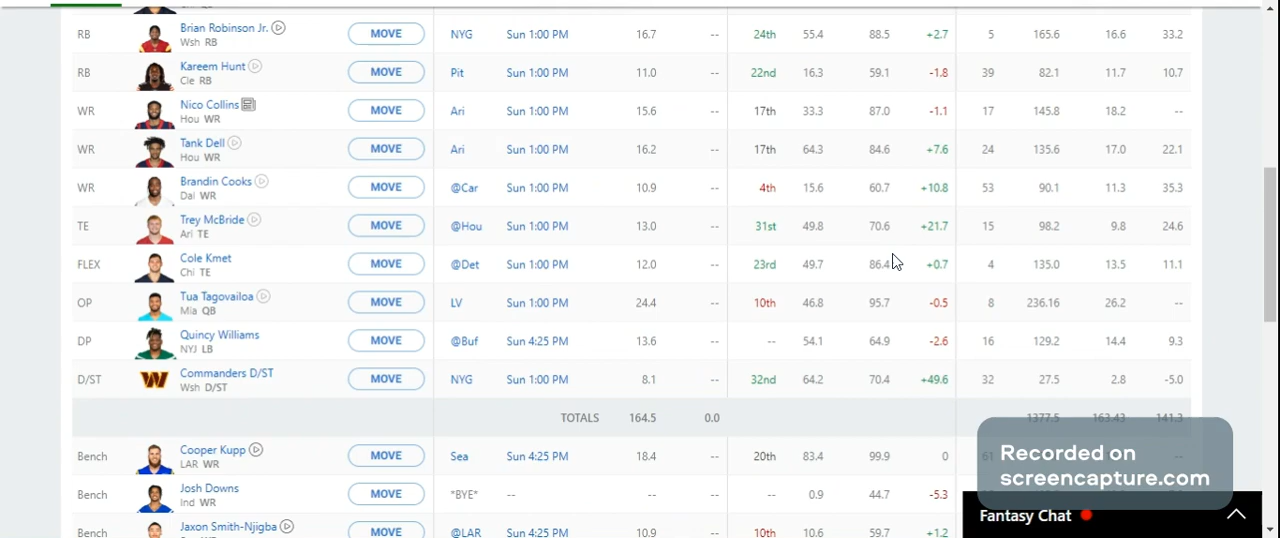 RB Brian Robinson Jr. MOVE NYG Sun 1:00 PM 16.7 -- 24th 55.4 88.5 +2.7 5 165.6 16.6 33.2
Wsh RB
RB Kareem Hunt MOVE Pit Sun 1:00 PM 11.0 -- 22nd 16.3 59.1 -1.8 39 82.1 11.7 10.7
Cle RB
WR Nico Collins MOVE Ari Sun 1:00 PM 15.6 -- 17th 33.3 87.0 -1.1 17 145.8 18.2 --
Hou WR
WR Tank Dell MOVE Ari Sun 1:00 PM 16.2 -- 17th 64.3 84.6 +7.6 24 135.6 17.0 22.1
Hou WR
WR Brandin Cooks MOVE @Car Sun 1:00 PM 10.9 -- 4th 15.6 60.7 +10.8 53 90.1 11.3 35.3
Dal WR
TE Trey McBride MOVE @Hou Sun 1:00 PM 13.0 -- 31st 49.8 70.6 +21.7 15 98.2 9.8 24.6
Ari TE
FLEX Cole Kmet MOVE @Det Sun 1:00 PM 12.0 -- 23rd 49.7 86.4 +0.7 4 135.0 13.5 11.1
Chi TE
OP Tua Tagovailoa MOVE LV Sun 1:00 PM 24.4 -- 10th 46.8 95.7 -0.5 8 236.16 26.2 --
Mia QB
DP Quincy Williams MOVE @Buf Sun 4:25 PM 13.6 -- -- 54.1 64.9 -2.6 16 129.2 14.4 9.3
NYJ LB
D/ST Commanders D/ST MOVE NYG Sun 1:00 PM 8.1 -- 32nd 64.2 70.4 +49.6 32 27.5 2.8 -5.0
Wsh D/ST
TOTALS 164.5 0.0 1377.5 163.43 141.3
Bench Cooper Kupp MOVE Sea Sun 4:25 PM 18.4 -- 20th 83.4 99.9 0
LAR WR
Bench Josh Downs MOVE *BYE* -- -- -- -- 0.9 44.7 -5.3
Ind WR
Bench Jaxon Smith-Njigba MOVE @LAR Sun 4:25 PM 10.9 -- 10th 10.6 59.7 +1.2
Recorded on
screencapture.com
Fantasy Chat